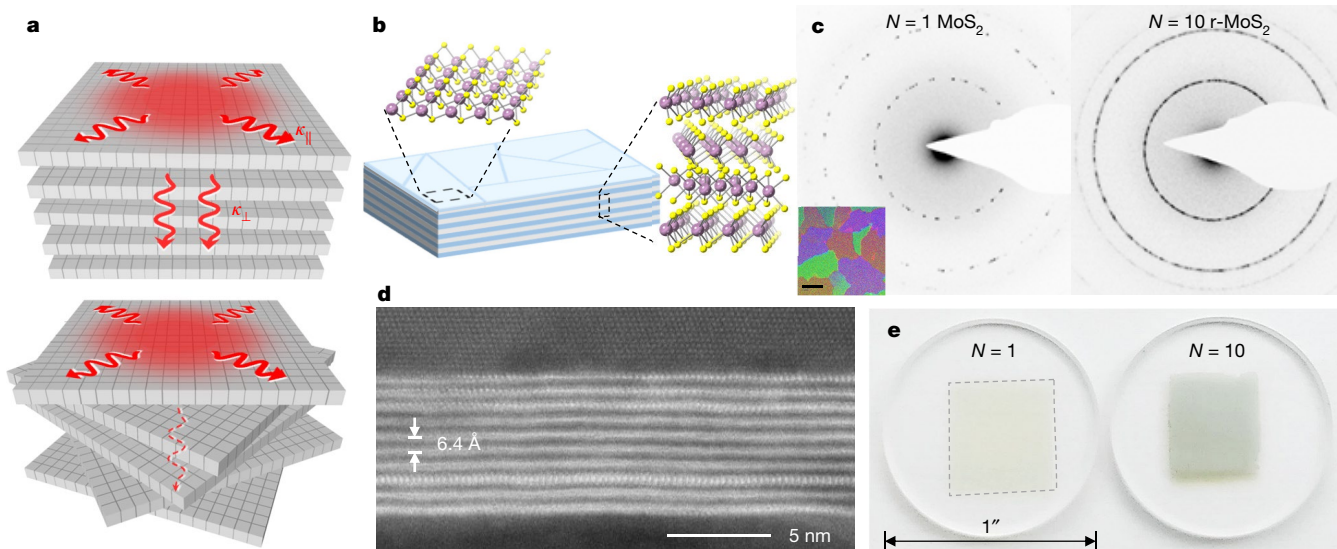 a
κ∥
κ⊥
b
c
N = 1 MoS₂
N = 10 r-MoS₂
d
6.4 Å
5 nm
e
N = 1
N = 10
1″